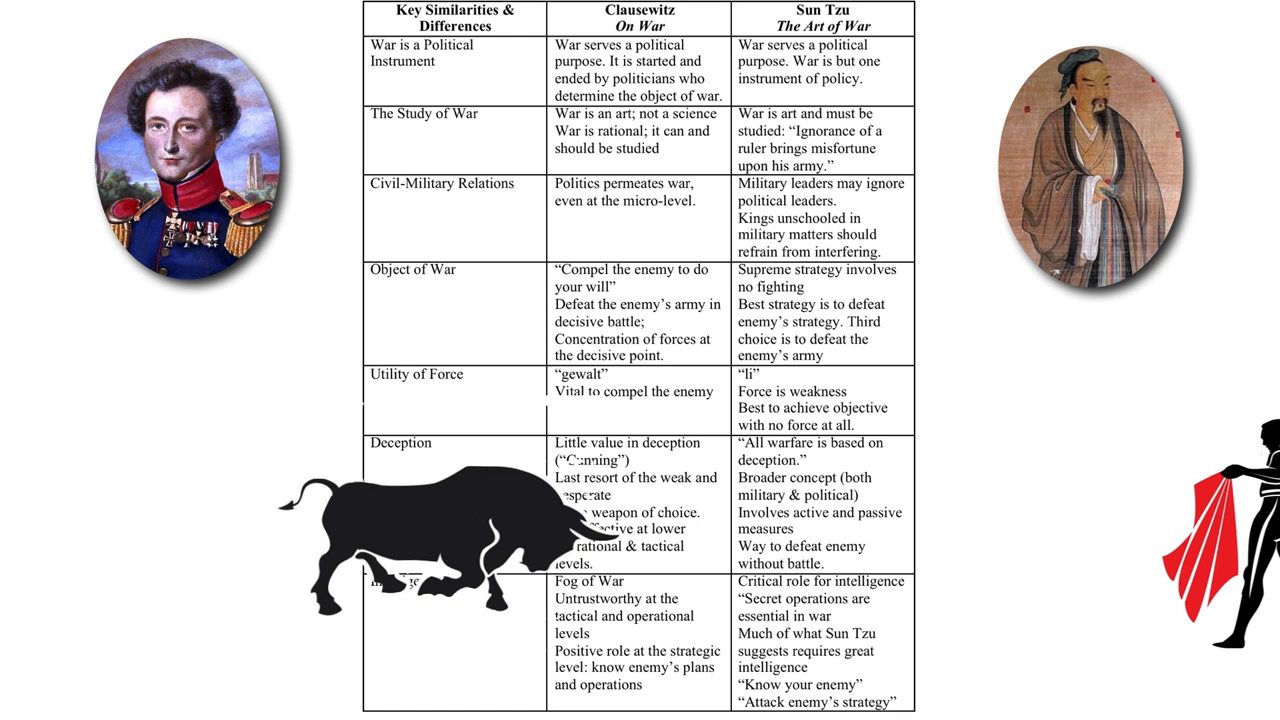 Key Similarities &
Differences
Clausewitz
On War
Sun Tzu
The Art of War
War is a Political
Instrument
War serves a political
purpose. It is started and
ended by politicians who
determine the object of war.
War serves a political
purpose. War is but one
instrument of policy.
The Study of War
War is an art; not a science
War is rational; it can and
should be studied
War is art and must be
studied: “Ignorance of a
ruler brings misfortune
upon his army.”
Civil-Military Relations
Politics permeates war,
even at the micro-level.
Military leaders may ignore
political leaders.
Kings unschooled in
military matters should
refrain from interfering.
Object of War
“Compel the enemy to do
your will”
Defeat the enemy’s army in
decisive battle;
Concentration of forces at
the decisive point.
Supreme strategy involves
no fighting
Best strategy is to defeat
enemy’s strategy. Third
choice is to defeat the
enemy’s army
Utility of Force
“gewalt”
Vital to compel the enemy
“li”
Force is weakness
Best to achieve objective
with no force at all.
Deception
Little value in deception
(“Cunning”)
Last resort of the weak and
weapon of choice.
at lower
& tactical
levels.
“All warfare is based on
deception.”
Broader concept (both
military & political)
Involves active and passive
measures
Way to defeat enemy
without battle.
Fog of War
Untrustworthy at the
tactical and operational
levels
Positive role at the strategic
level: know enemy’s plans
and operations
Critical role for intelligence
“Secret operations are
essential in war
Much of what Sun Tzu
suggests requires great
intelligence
“Know your enemy”
“Attack enemy’s strategy”